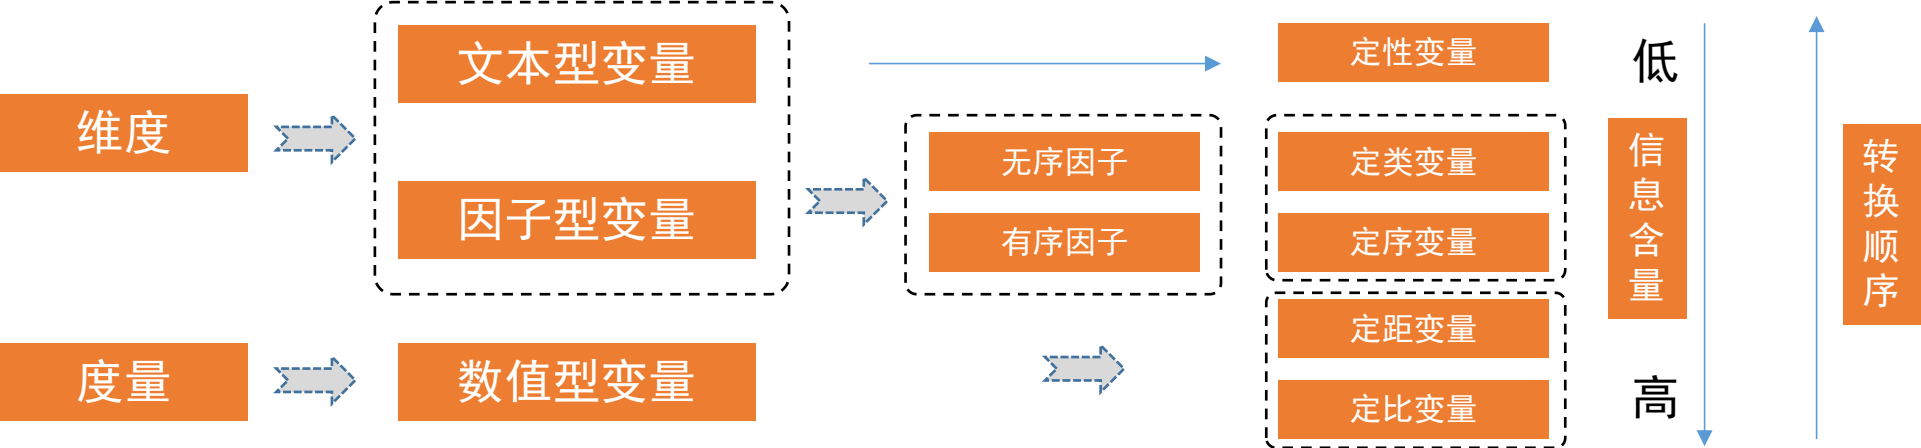 维度
度量
文本型变量
因子型变量
数值型变量
无序因子
有序因子
定性变量
定类变量
定序变量
定距变量
定比变量
低
信息含量
高
转换顺序